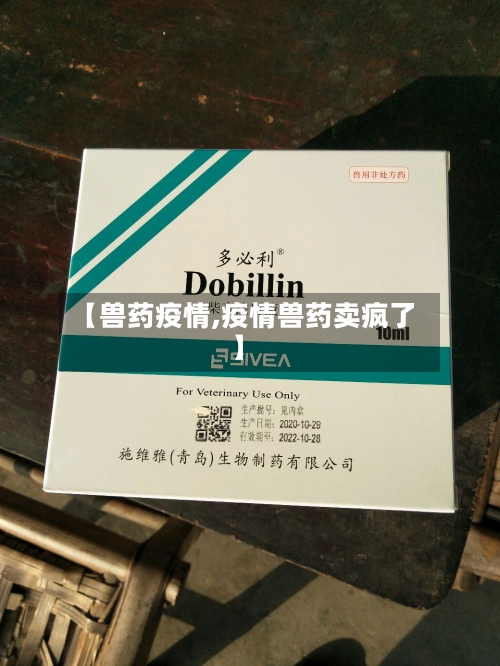 兽用非处方药
多必利®
Dobillin
柴
【兽药疫情,疫情兽药卖疯了
】
10ml
SIVEA
For Veterinary Use Only
生产批号: 见内盒
生产日期: 2020-10-29
有效期至: 2022-10-28
施维雅(青岛)生物制药有限公司